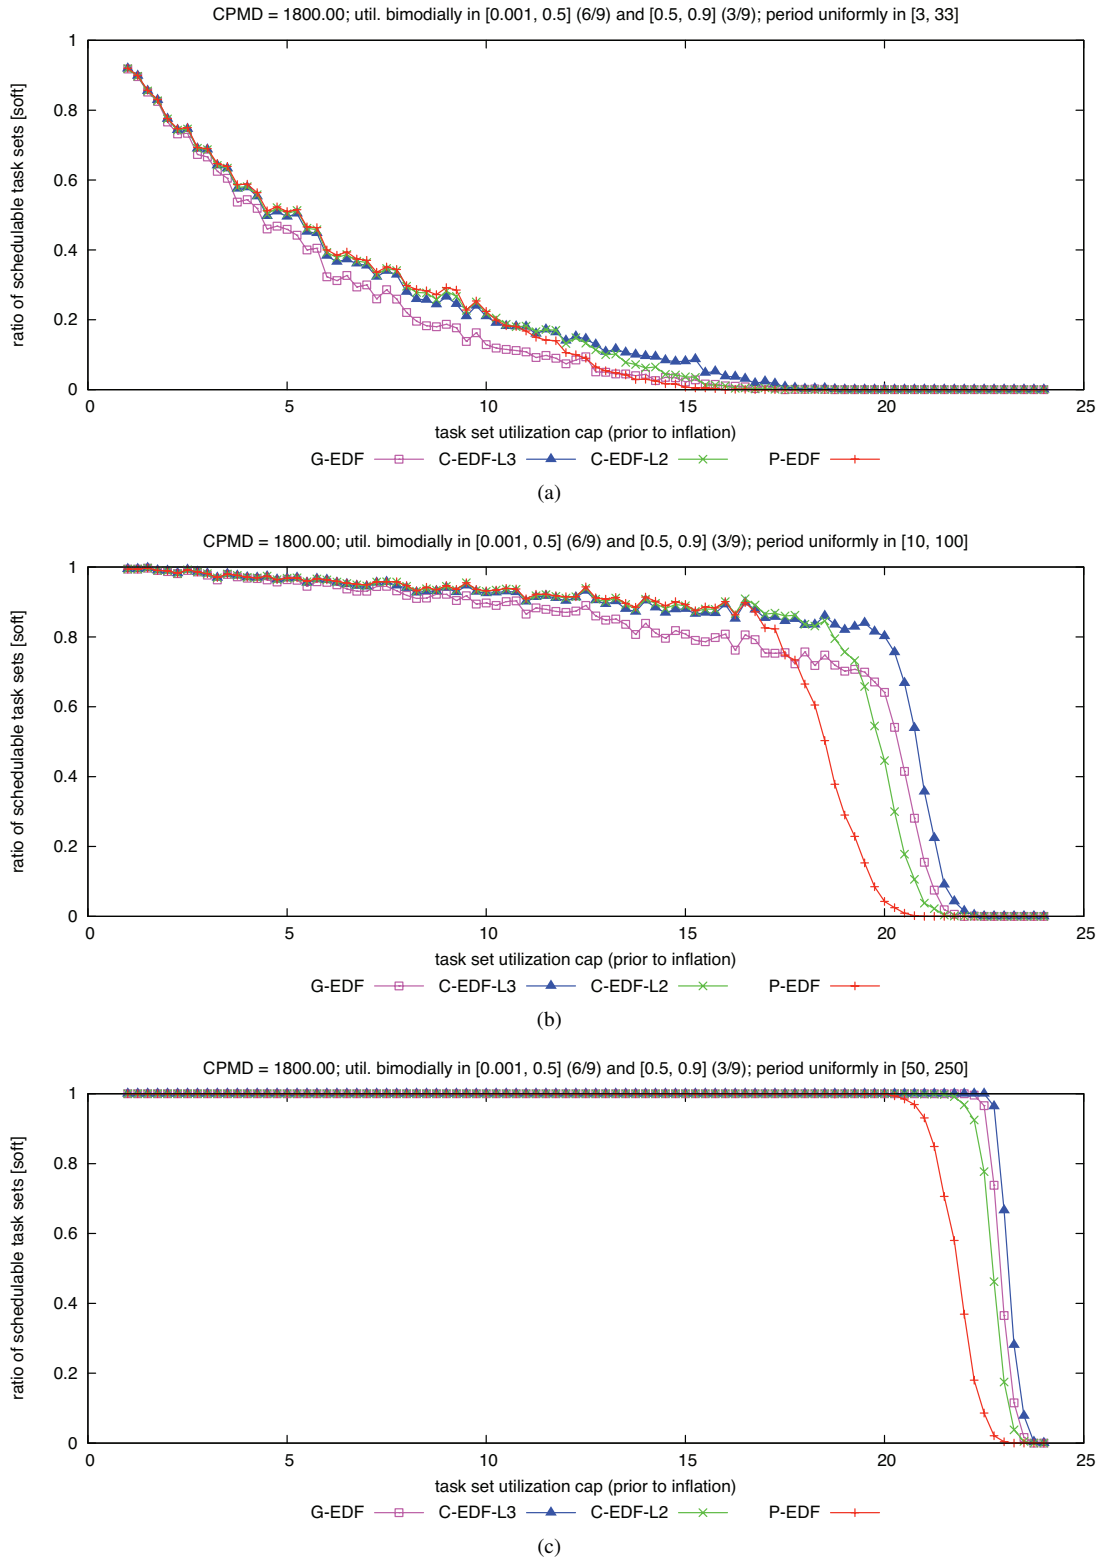 CPMD = 1800.00; util. bimodially in [0.001, 0.5] (6/9) and [0.5, 0.9] (3/9); period uniformly in [3, 33]
ratio of schedulable task sets [soft]
1
0.8
0.6
0.4
0.2
0
0 5 10 15 20 25
task set utilization cap (prior to inflation)
G-EDF C-EDF-L3 C-EDF-L2 P-EDF
(a)
CPMD = 1800.00; util. bimodially in [0.001, 0.5] (6/9) and [0.5, 0.9] (3/9); period uniformly in [10, 100]
ratio of schedulable task sets [soft]
1
0.8
0.6
0.4
0.2
0
0 5 10 15 20 25
task set utilization cap (prior to inflation)
G-EDF C-EDF-L3 C-EDF-L2 P-EDF
(b)
CPMD = 1800.00; util. bimodially in [0.001, 0.5] (6/9) and [0.5, 0.9] (3/9); period uniformly in [50, 250]
ratio of schedulable task sets [soft]
1
0.8
0.6
0.4
0.2
0
0 5 10 15 20 25
task set utilization cap (prior to inflation)
G-EDF C-EDF-L3 C-EDF-L2 P-EDF
(c)